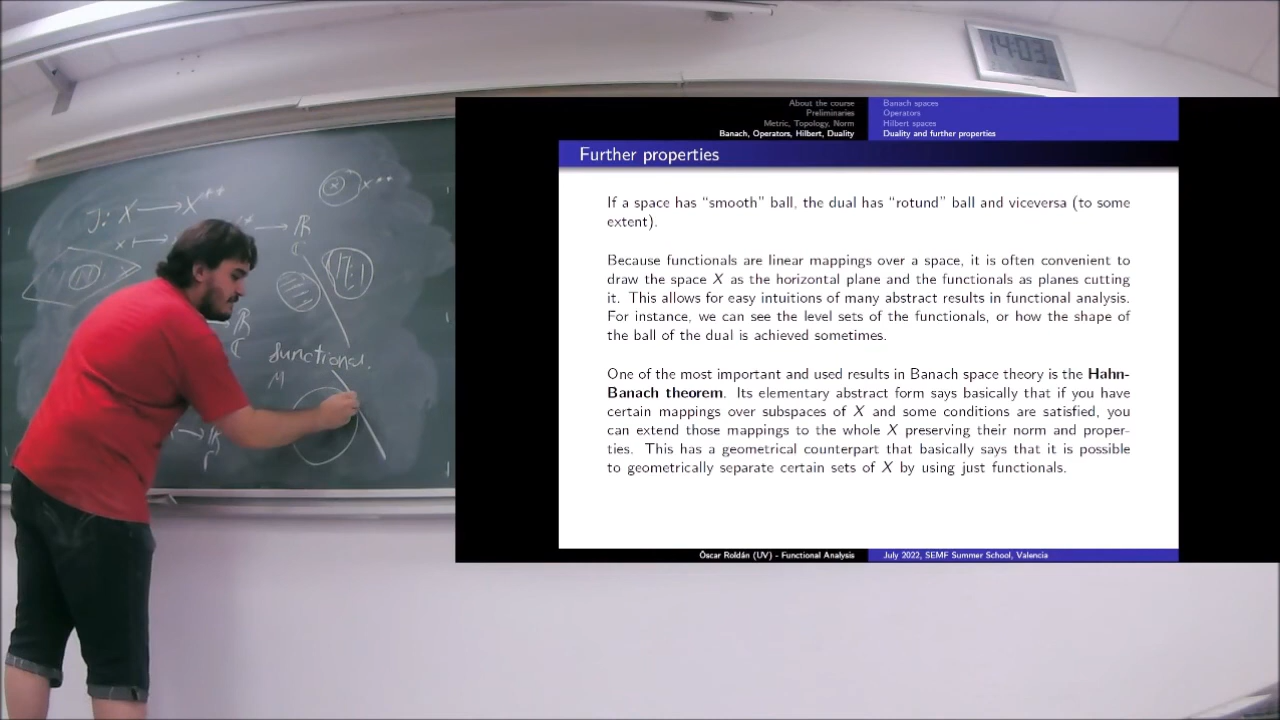 14:03
About the course
Preliminaries
Metric, Topology, Norm
Banach, Operators, Hilbert, Duality
Banach spaces
Operators
Hilbert spaces
Duality and further properties
Further properties
If a space has “smooth” ball, the dual has “rotund” ball and viceversa (to some
extent).
Because functionals are linear mappings over a space, it is often convenient to
draw the space X as the horizontal plane and the functionals as planes cutting
it. This allows for easy intuitions of many abstract results in functional analysis.
For instance, we can see the level sets of the functionals, or how the shape of
the ball of the dual is achieved sometimes.
One of the most important and used results in Banach space theory is the Hahn-
Banach theorem. Its elementary abstract form says basically that if you have
certain mappings over subspaces of X and some conditions are satisfied, you
can extend those mappings to the whole X preserving their norm and proper-
ties. This has a geometrical counterpart that basically says that it is possible
to geometrically separate certain sets of X by using just functionals.
Óscar Roldán (UV) - Functional Analysis
July 2022, SEMF Summer School, Valencia
J: X → X**
X**
→ ℝ
ℂ
ℝ
ℂ
functional.